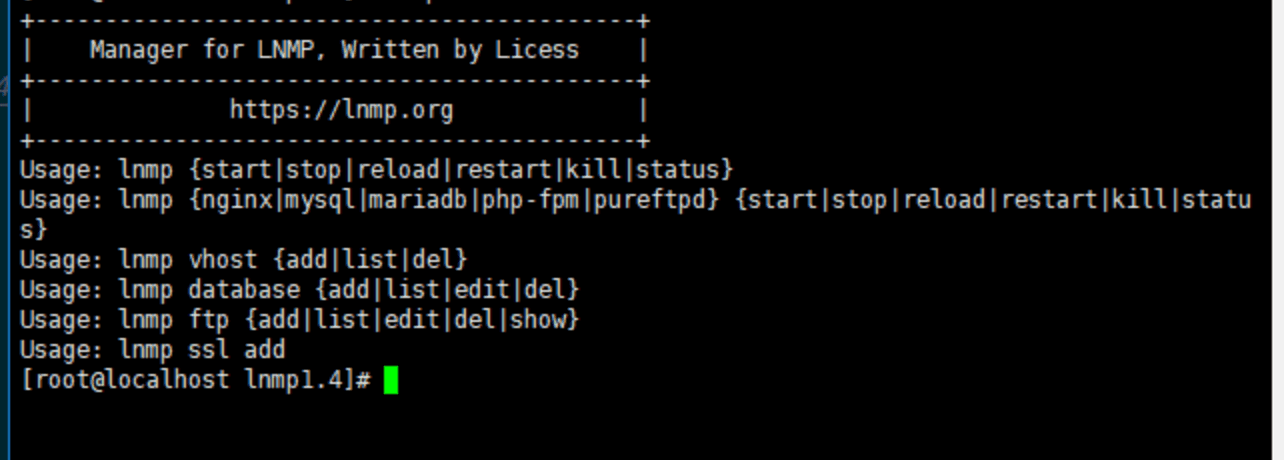 +-------------------------------------------+
|    Manager for LNMP, Written by Licess    |
+-------------------------------------------+
|              https://lnmp.org             |
+-------------------------------------------+
Usage: lnmp {start|stop|reload|restart|kill|status}
Usage: lnmp {nginx|mysql|mariadb|php-fpm|pureftpd} {start|stop|reload|restart|kill|statu
s}
Usage: lnmp vhost {add|list|del}
Usage: lnmp database {add|list|edit|del}
Usage: lnmp ftp {add|list|edit|del|show}
Usage: lnmp ssl add
[root@localhost lnmp1.4]#